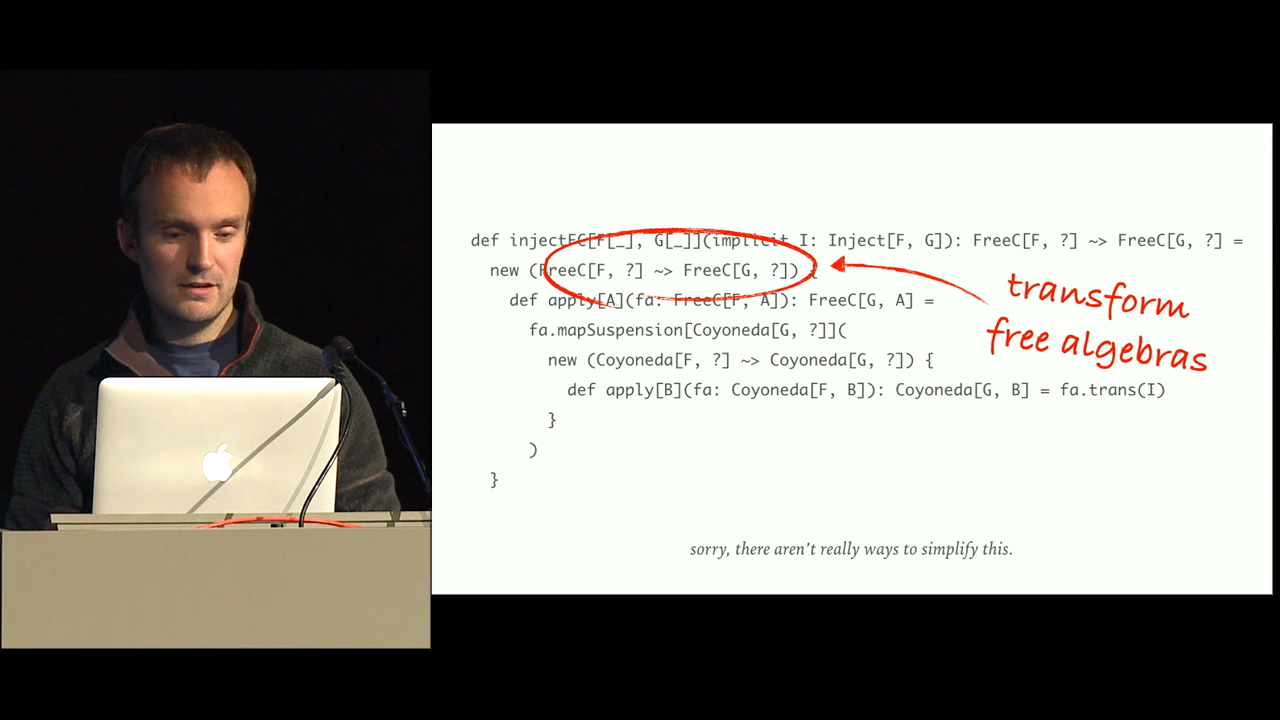 def injectFC[F[_], G[_]](implicit I: Inject[F, G]): FreeC[F, ?] ~> FreeC[G, ?] =
new (FreeC[F, ?] ~> FreeC[G, ?]) {
def apply[A](fa: FreeC[F, A]): FreeC[G, A] =
fa.mapSuspension[Coyoneda[G, ?]](
new (Coyoneda[F, ?] ~> Coyoneda[G, ?]) {
def apply[B](fa: Coyoneda[F, B]): Coyoneda[G, B] = fa.trans(I)
}
)
}
transform
free algebras
sorry, there aren’t really ways to simplify this.